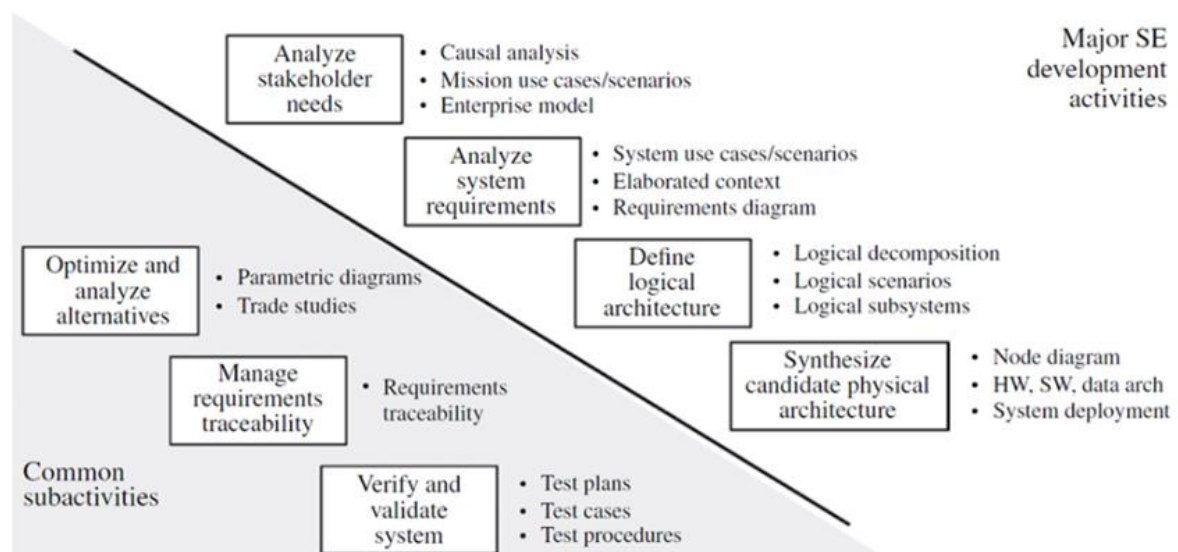 Analyze
stakeholder
needs
• Causal analysis
• Mission use cases/scenarios
• Enterprise model
Major SE
development
activities
Analyze
system
requirements
• System use cases/scenarios
• Elaborated context
• Requirements diagram
Optimize and
analyze
alternatives
• Parametric diagrams
• Trade studies
Define
logical
architecture
• Logical decomposition
• Logical scenarios
• Logical subsystems
Manage
requirements
traceability
• Requirements
traceability
Synthesize
candidate physical
architecture
• Node diagram
• HW, SW, data arch
• System deployment
Common
subactivities
Verify and
validate
system
• Test plans
• Test cases
• Test procedures